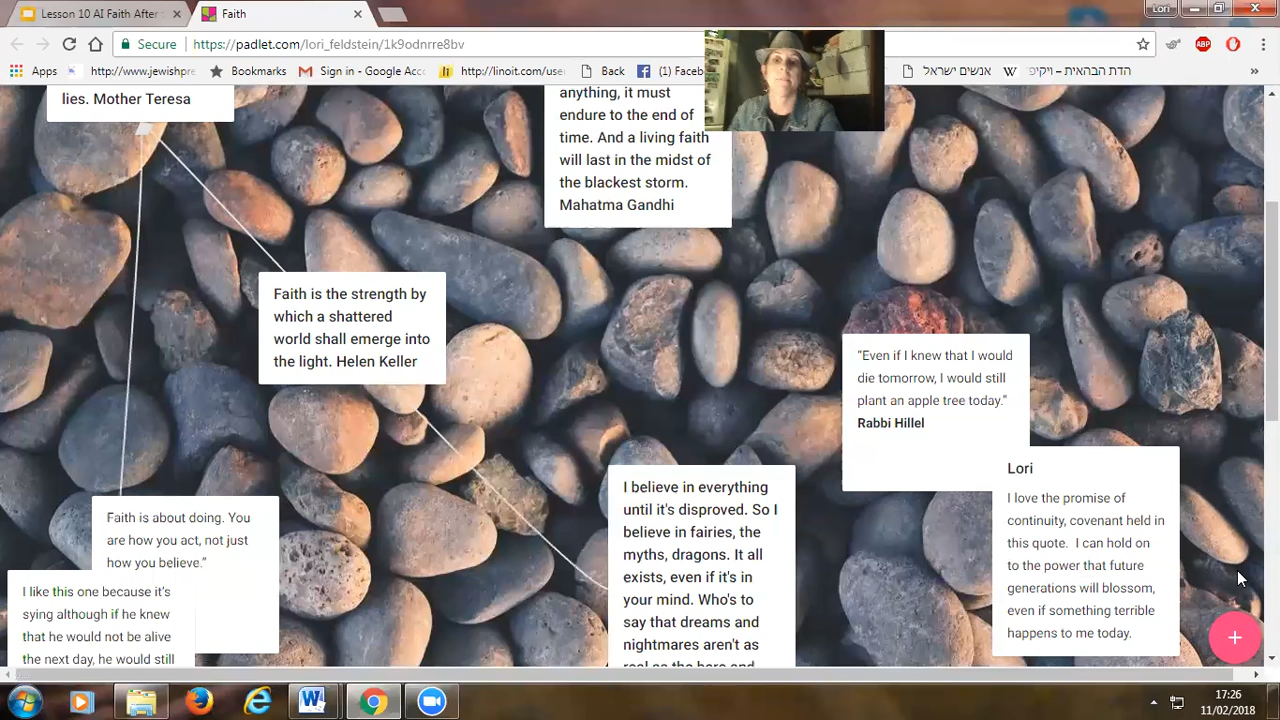 Lesson 10 AI Faith After
Faith
Lori
Secure
https://padlet.com/lori_feldstein/1k9odnrre8bv
Apps
http://www.jewishpre
Bookmark
Sign in - Google Acco
http://linoit.com/use
Back
(1) Faceb
אנשים ישראל
הדת הבהאית – ויקיפ
»
lies. Mother Teresa
anything, it must
endure to the end of
time. And a living faith
will last in the midst of
the blackest storm.
Mahatma Gandhi
Faith is the strength by
which a shattered
world shall emerge into
the light. Helen Keller
“Even if I knew that I would
die tomorrow, I would still
plant an apple tree today.”
Rabbi Hillel
Lori
I love the promise of
continuity, covenant held in
this quote. I can hold on
to the power that future
generations will blossom,
even if something terrible
happens to me today.
I believe in everything
until it's disproved. So I
believe in fairies, the
myths, dragons. It all
exists, even if it's in
your mind. Who's to
say that dreams and
nightmares aren't as
real as the here and
Faith is about doing. You
are how you act, not just
how you believe.”
I like this one because it's
sying although if he knew
that he would not be alive
the next day, he would still
17:26
11/02/2018